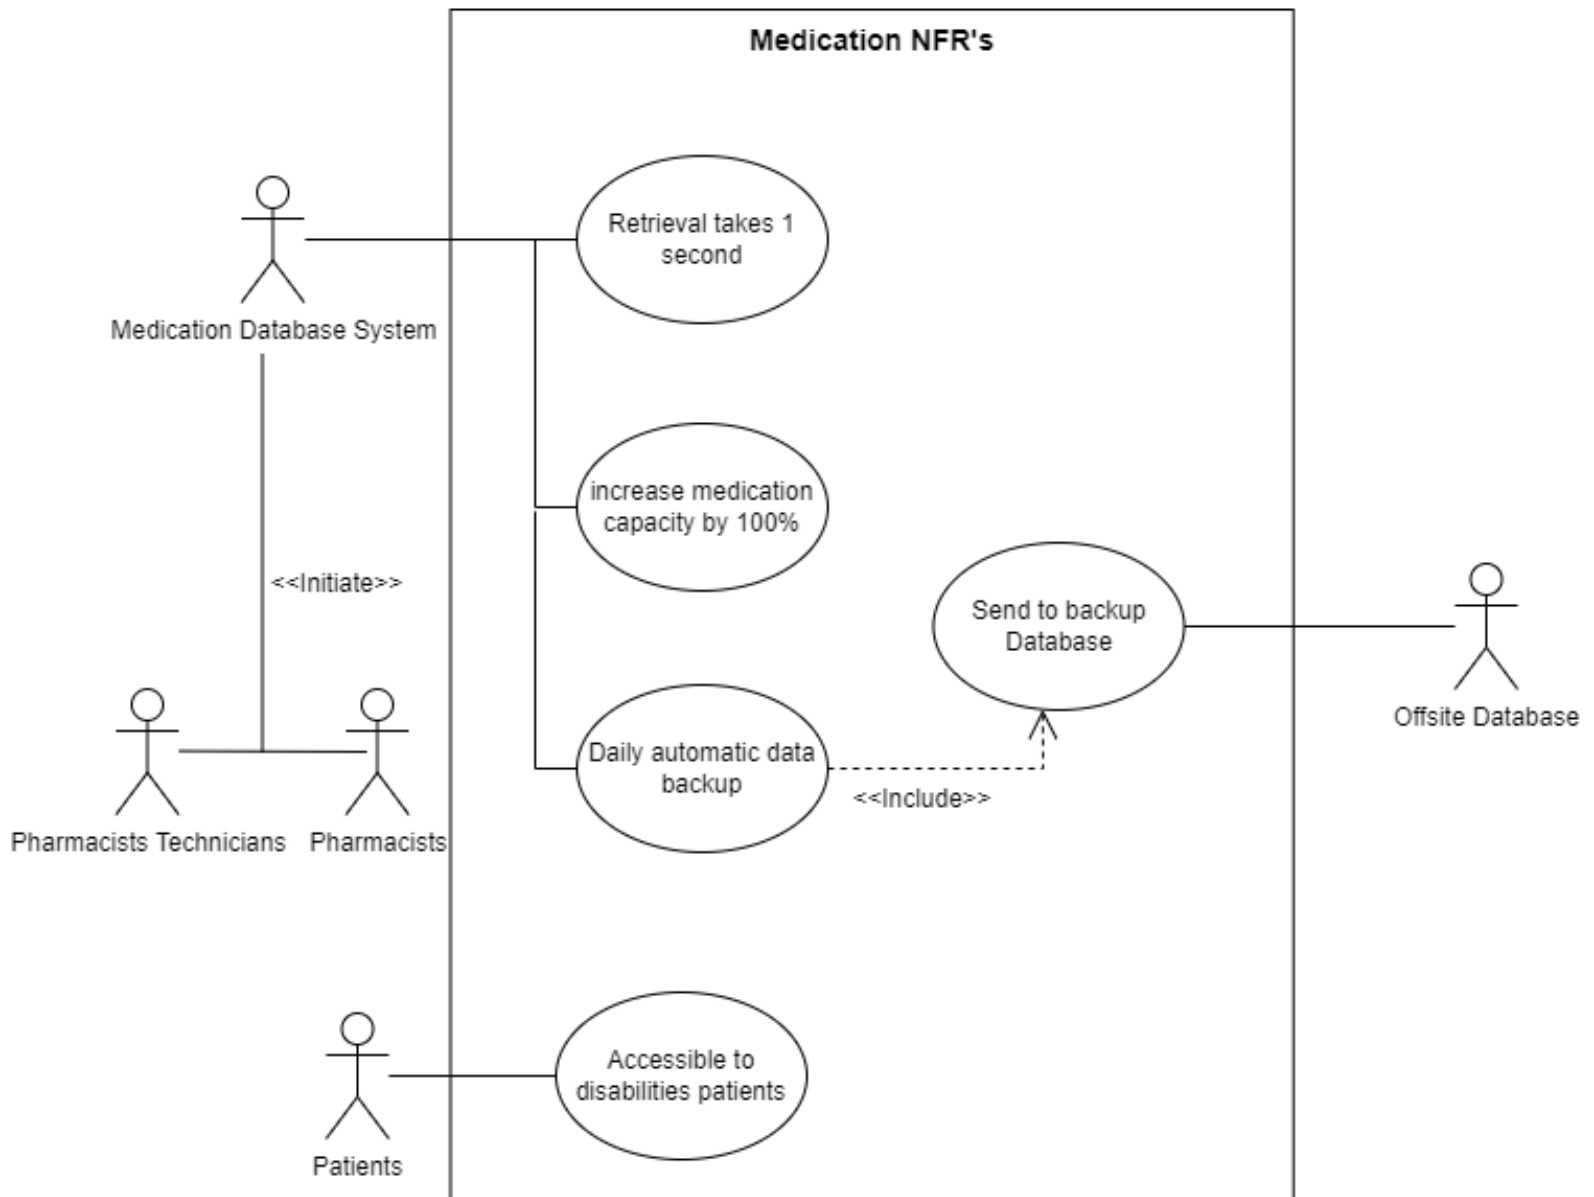 Medication NFR's
Retrieval takes 1
second
Medication Database System
increase medication
capacity by 100%
<<Initiate>>
Send to backup
Database
Offsite Database
Daily automatic data
backup
<<Include>>
Pharmacists Technicians
Pharmacists
Accessible to
disabilities patients
Patients